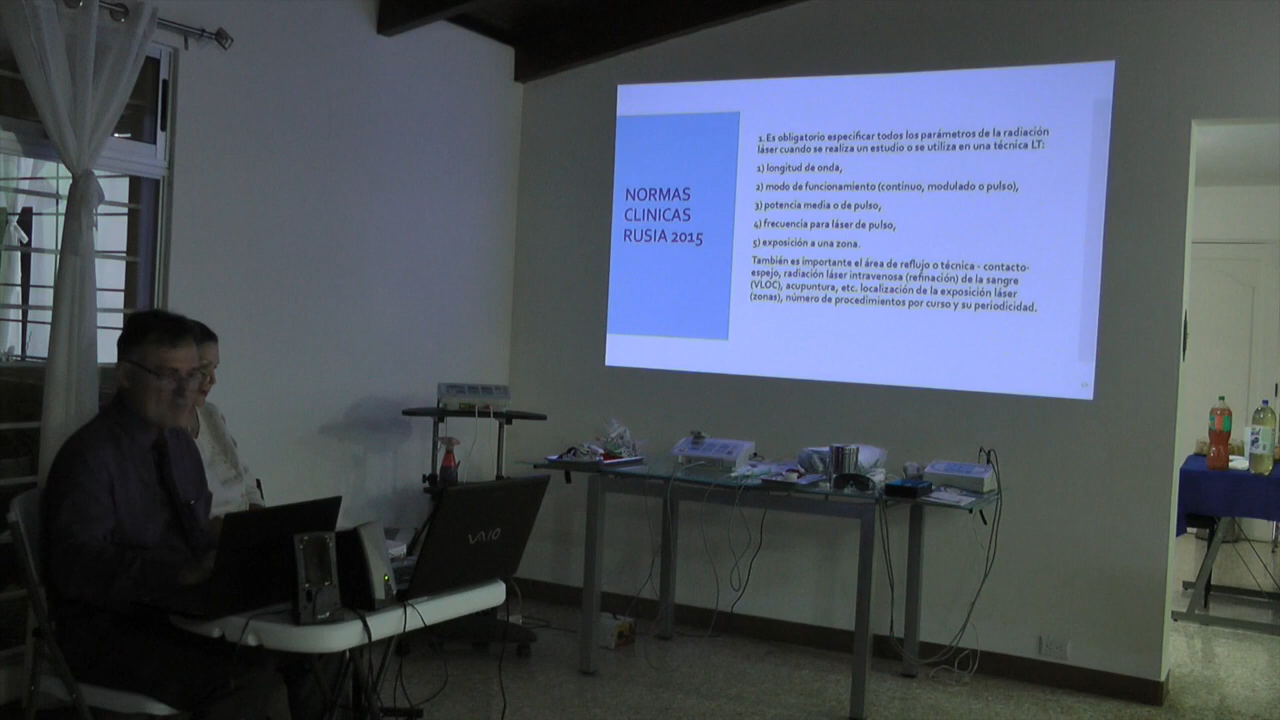 NORMAS
CLINICAS
RUSIA 2015
1. Es obligatorio especificar todos los parámetros de la radiación
láser cuando se realiza un estudio o se utiliza en una técnica LT:
1) longitud de onda,
2) modo de funcionamiento (continuo, modulado o pulso),
3) potencia media o de pulso,
4) frecuencia para láser de pulso,
5) exposición a una zona.
También es importante el área de reflujo o técnica - contacto-
espejo, radiación láser intravenosa (refinación) de la sangre
(VLOC), acupuntura, etc. localización de la exposición láser
(zonas), número de procedimientos por curso y su periodicidad.
VAIO